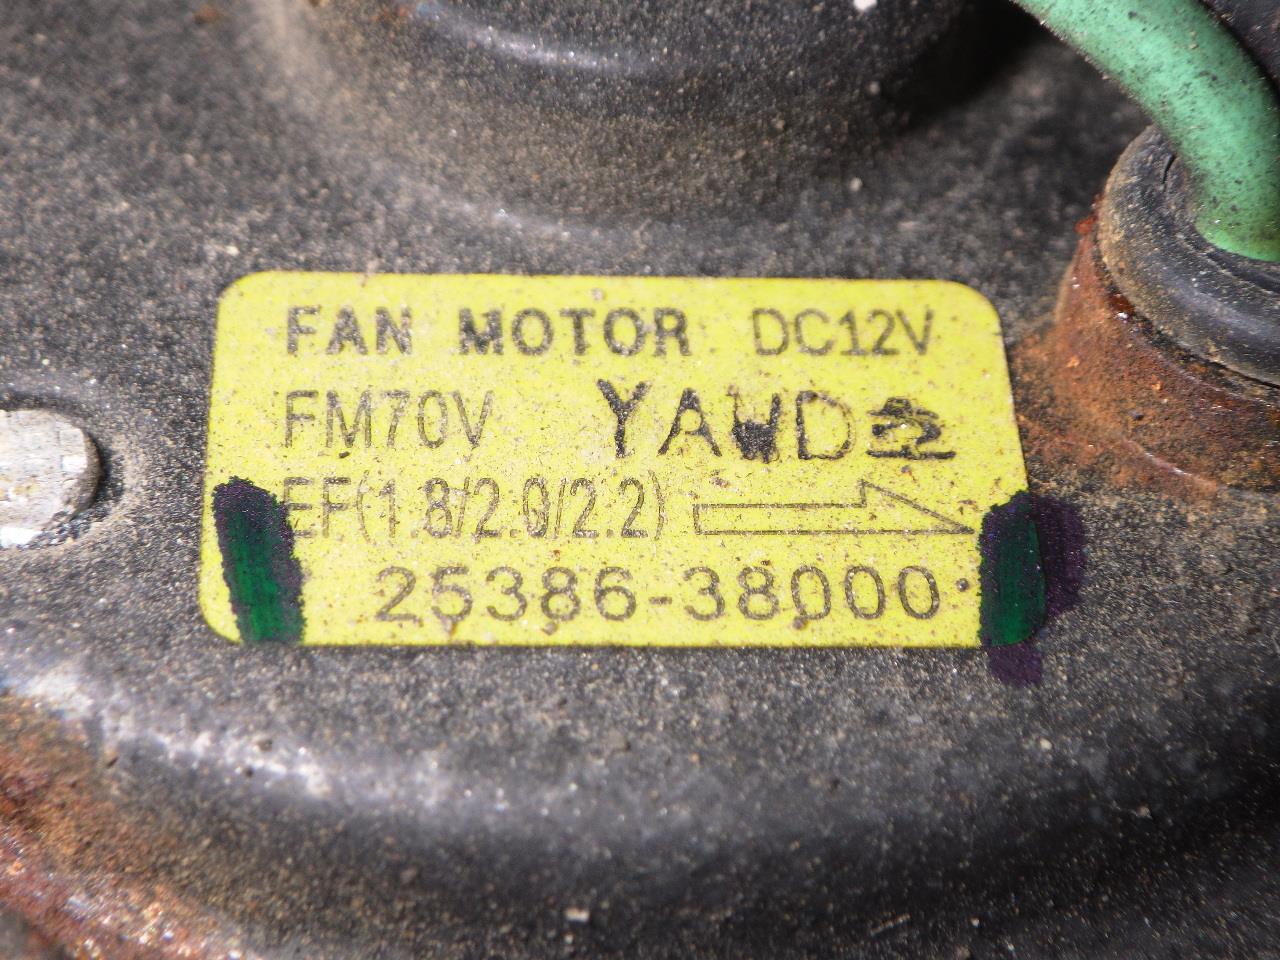 FAN MOTOR DC12V
FM70V YAWD
EF(1.8/2.0/2.2)
25386-38000